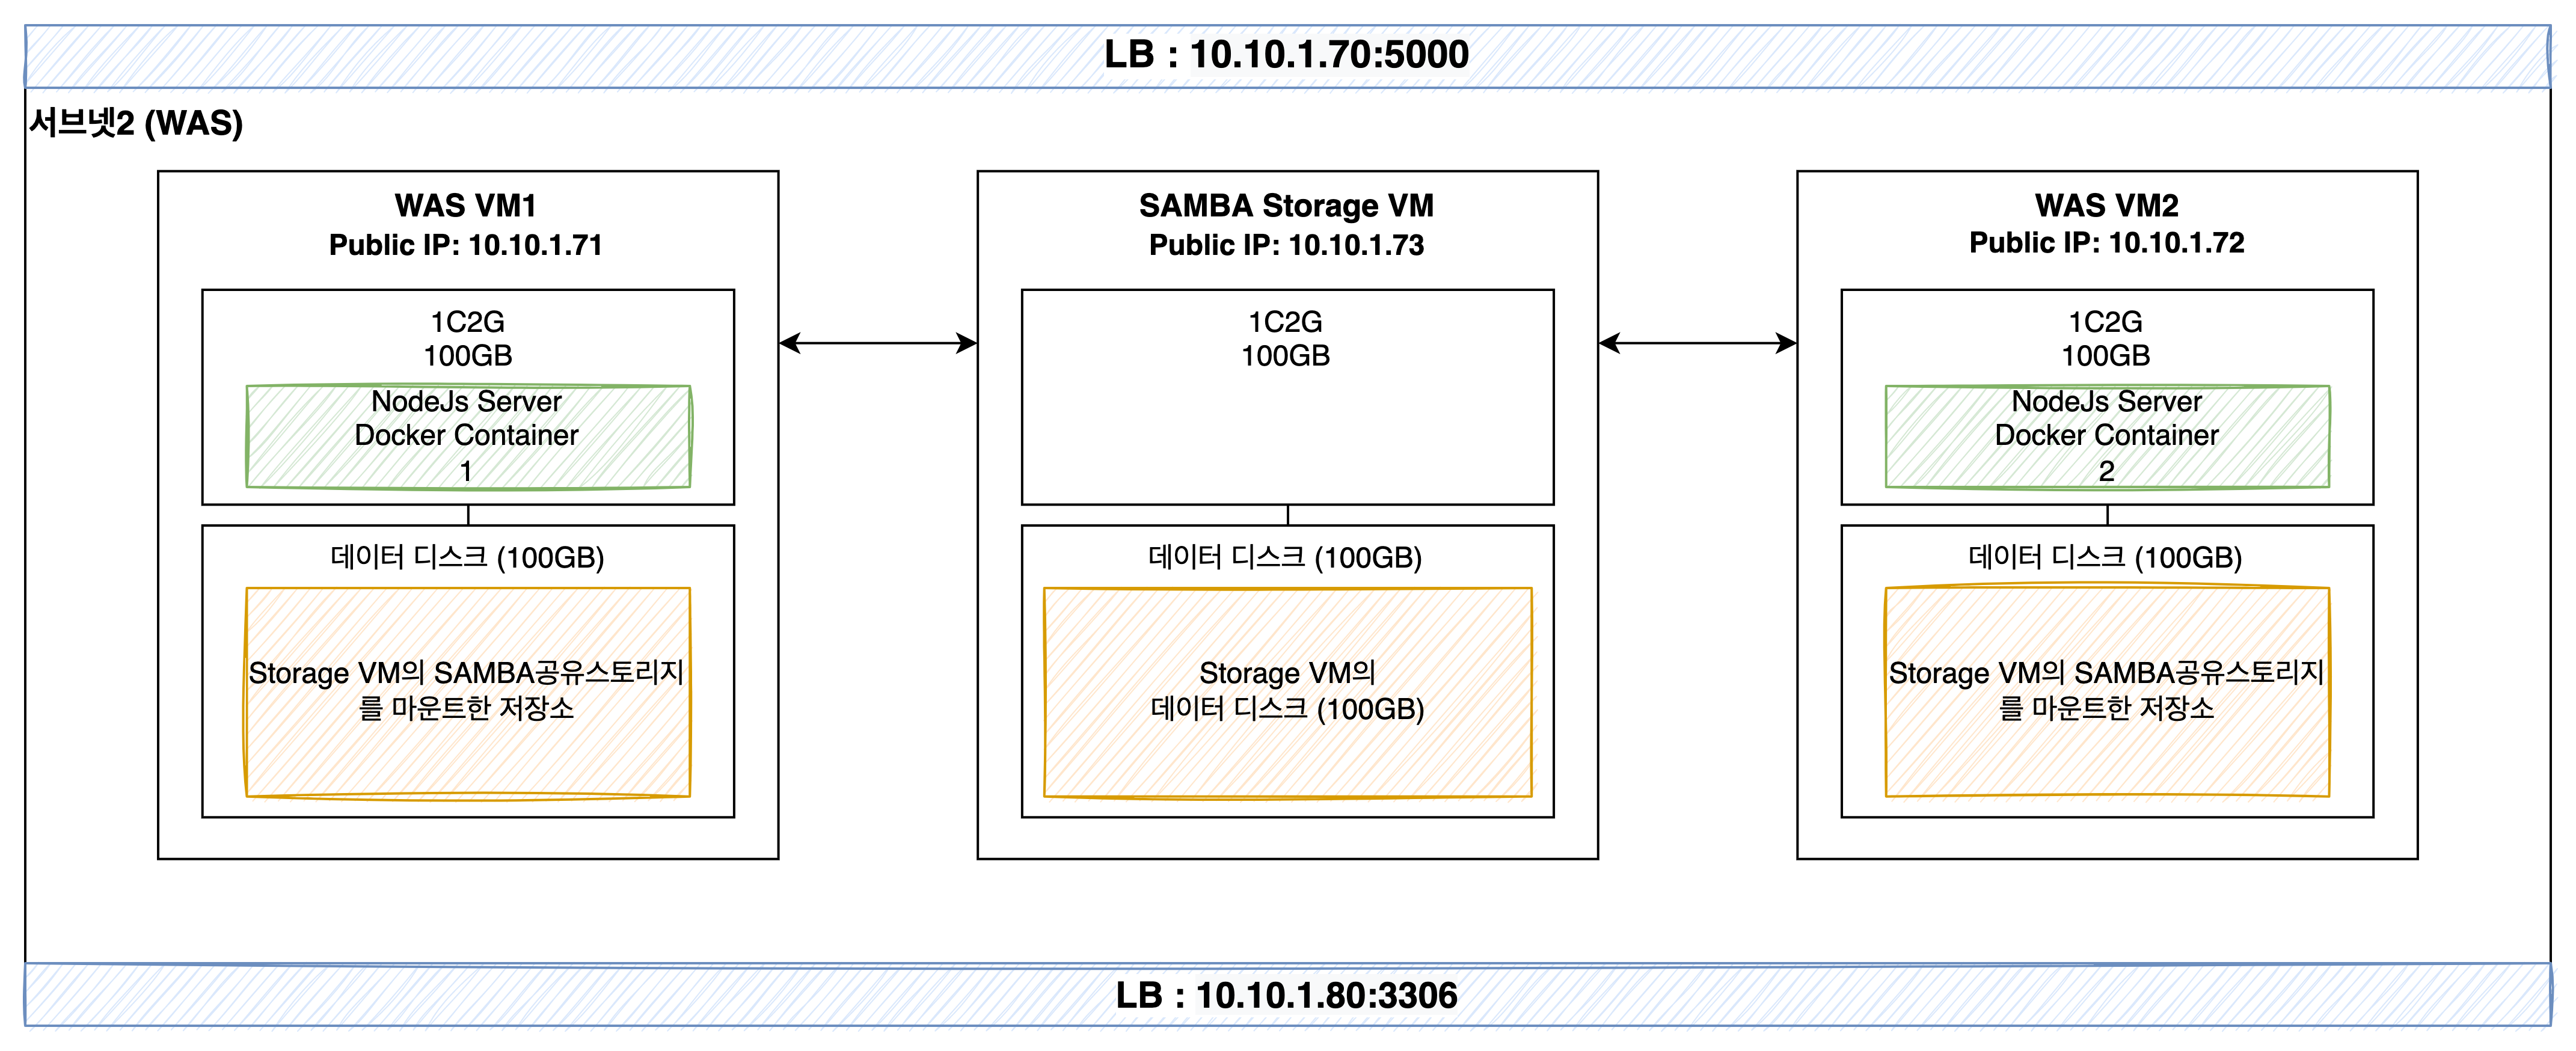 LB : 10.10.1.70:5000
서브넷2 (WAS)
WAS VM1
Public IP: 10.10.1.71
1C2G
100GB
NodeJs Server
Docker Container
1
데이터 디스크 (100GB)
Storage VM의 SAMBA공유스토리지
를 마운트한 저장소
SAMBA Storage VM
Public IP: 10.10.1.73
1C2G
100GB
데이터 디스크 (100GB)
Storage VM의
데이터 디스크 (100GB)
WAS VM2
Public IP: 10.10.1.72
1C2G
100GB
NodeJs Server
Docker Container
2
데이터 디스크 (100GB)
Storage VM의 SAMBA공유스토리지
를 마운트한 저장소
LB : 10.10.1.80:3306